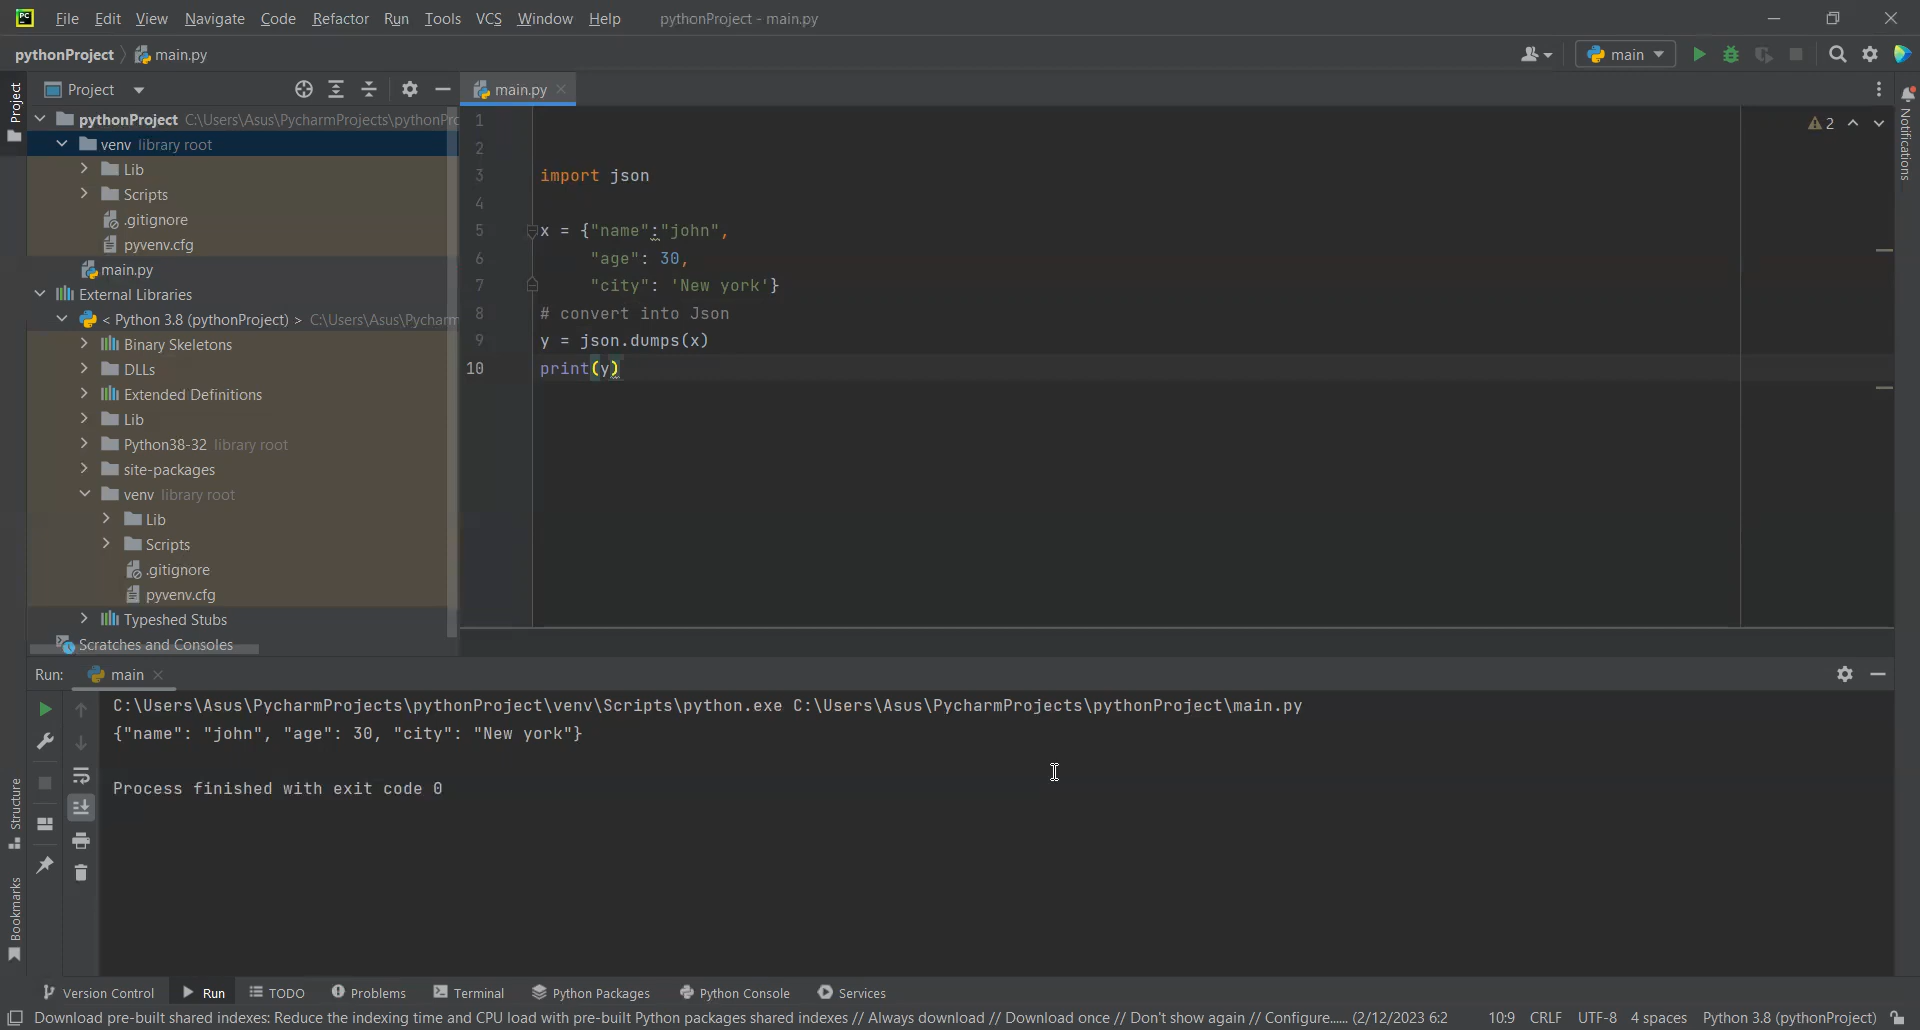 PC File Edit View Navigate Code Refactor Run Tools VCS Window Help pythonProject - main.py
pythonProject main.py main
Project
Project
main.py
pythonProject C:\Users\Asus\PycharmProjects\pythonPro
venv library root
Lib
Scripts
.gitignore
pyvenv.cfg
main.py
External Libraries
< Python 3.8 (pythonProject) > C:\Users\Asus\Pycharm
Binary Skeletons
DLLs
Extended Definitions
Lib
Python38-32 library root
site-packages
venv library root
Lib
Scripts
.gitignore
pyvenv.cfg
Typeshed Stubs
Scratches and Consoles
1
2
3 import json
4
5 x = {"name":"john",
6 "age": 30,
7 "city": 'New york'}
8 # convert into Json
9 y = json.dumps(x)
10 print(y)
2
Notifications
Run: main
C:\Users\Asus\PycharmProjects\pythonProject\venv\Scripts\python.exe C:\Users\Asus\PycharmProjects\pythonProject\main.py
{"name": "john", "age": 30, "city": "New york"}
Process finished with exit code 0
Structure
Bookmarks
Version Control Run TODO Problems Terminal Python Packages Python Console Services
Download pre-built shared indexes: Reduce the indexing time and CPU load with pre-built Python packages shared indexes // Always download // Download once // Don't show again // Configure...... (2/12/2023 6:2 10:9 CRLF UTF-8 4 spaces Python 3.8 (pythonProject)